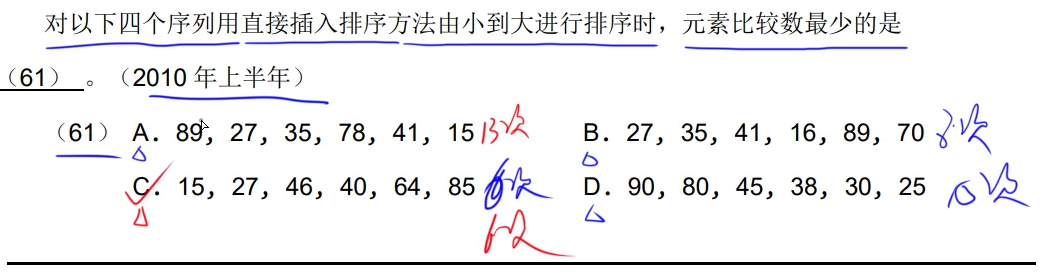 对以下四个序列用直接插入排序方法由小到大进行排序时，元素比较数最少的是
（61） 。（2010 年上半年）
（61） A．89，27，35，78，41，15 13次 B．27，35，41，16，89，70 8次
C．15，27，46，40，64，85 6次 D．90，80，45，38，30，25
6次